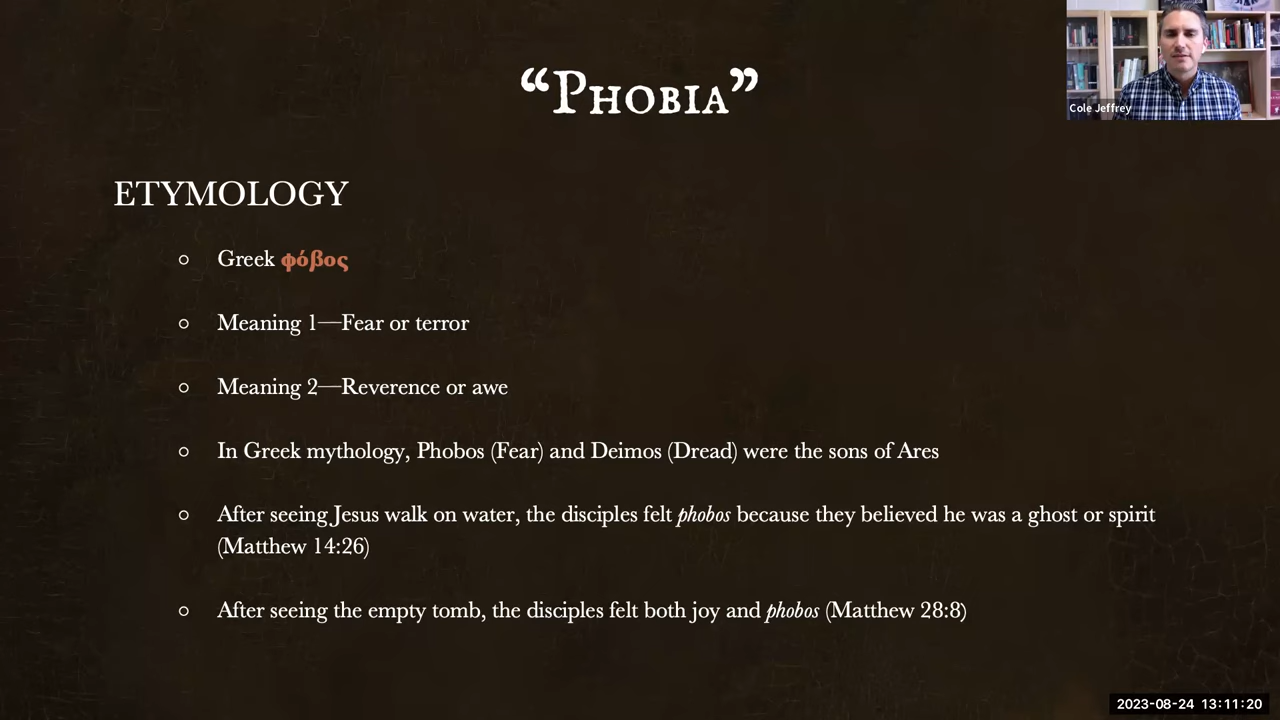 “Phobia”
Cole Jeffrey
ETYMOLOGY
Greek φόβος
Meaning 1—Fear or terror
Meaning 2—Reverence or awe
In Greek mythology, Phobos (Fear) and Deimos (Dread) were the sons of Ares
After seeing Jesus walk on water, the disciples felt phobos because they believed he was a ghost or spirit
(Matthew 14:26)
After seeing the empty tomb, the disciples felt both joy and phobos (Matthew 28:8)
2023-08-24 13:11:20